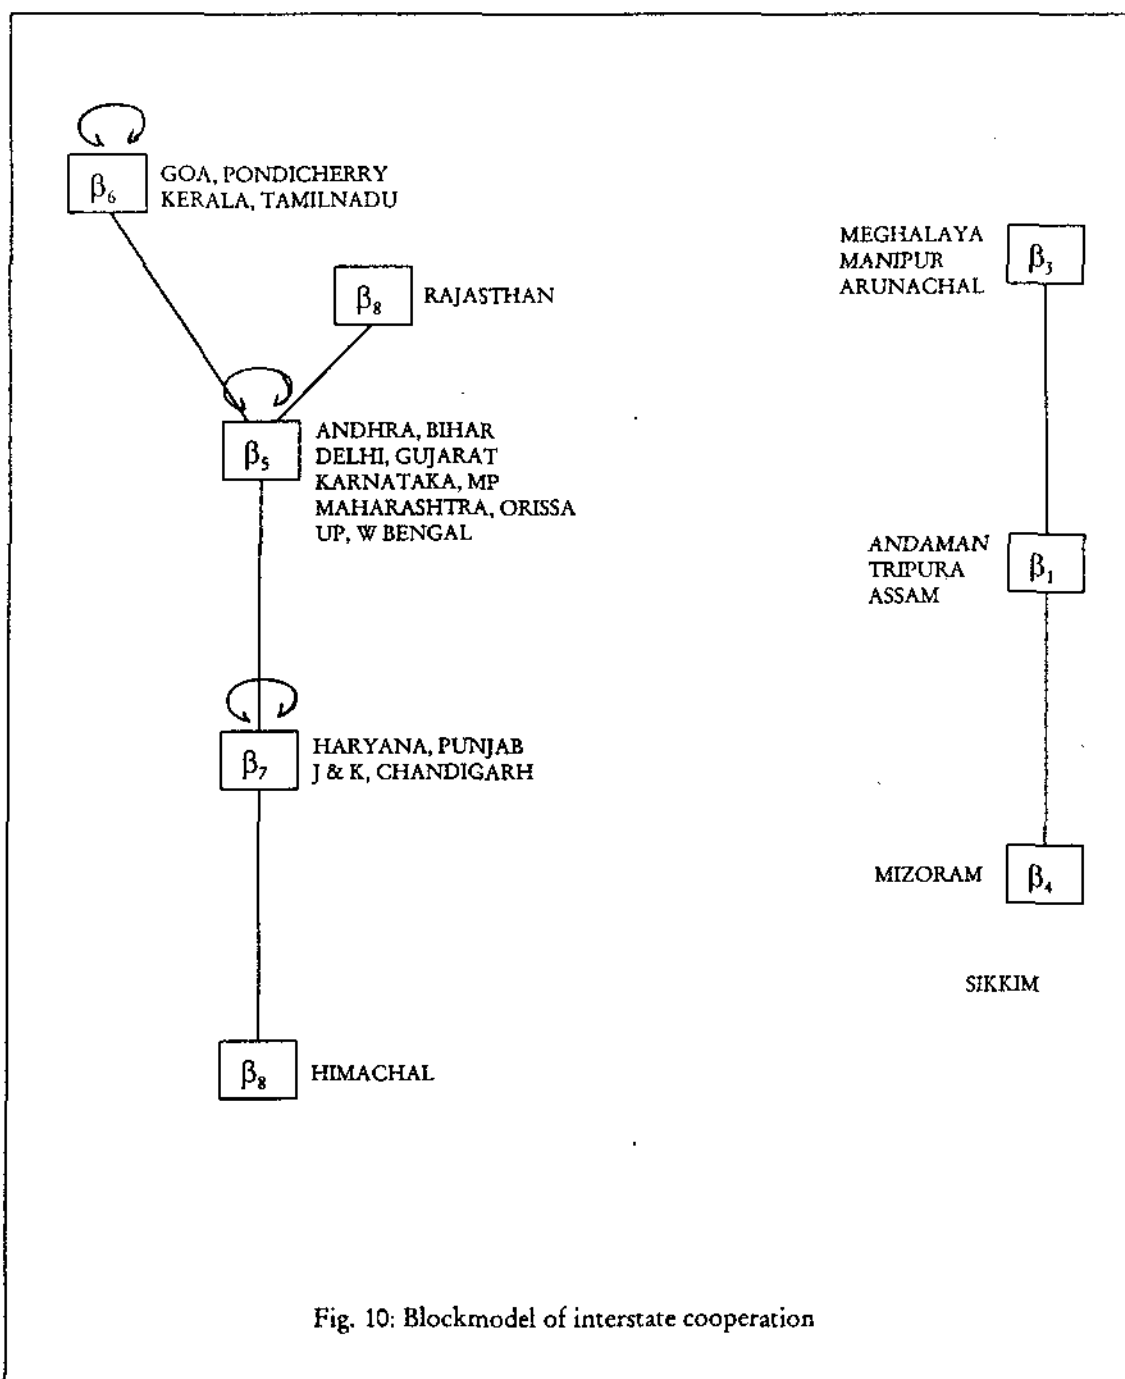 β6
GOA, PONDICHERRY
KERALA, TAMILNADU
β8
RAJASTHAN
β5
ANDHRA, BIHAR
DELHI, GUJARAT
KARNATAKA, MP
MAHARASHTRA, ORISSA
UP, W BENGAL
β7
HARYANA, PUNJAB
J & K, CHANDIGARH
β8
HIMACHAL
MEGHALAYA
MANIPUR
ARUNACHAL
β3
ANDAMAN
TRIPURA
ASSAM
β1
MIZORAM
β4
SIKKIM
Fig. 10: Blockmodel of interstate cooperation